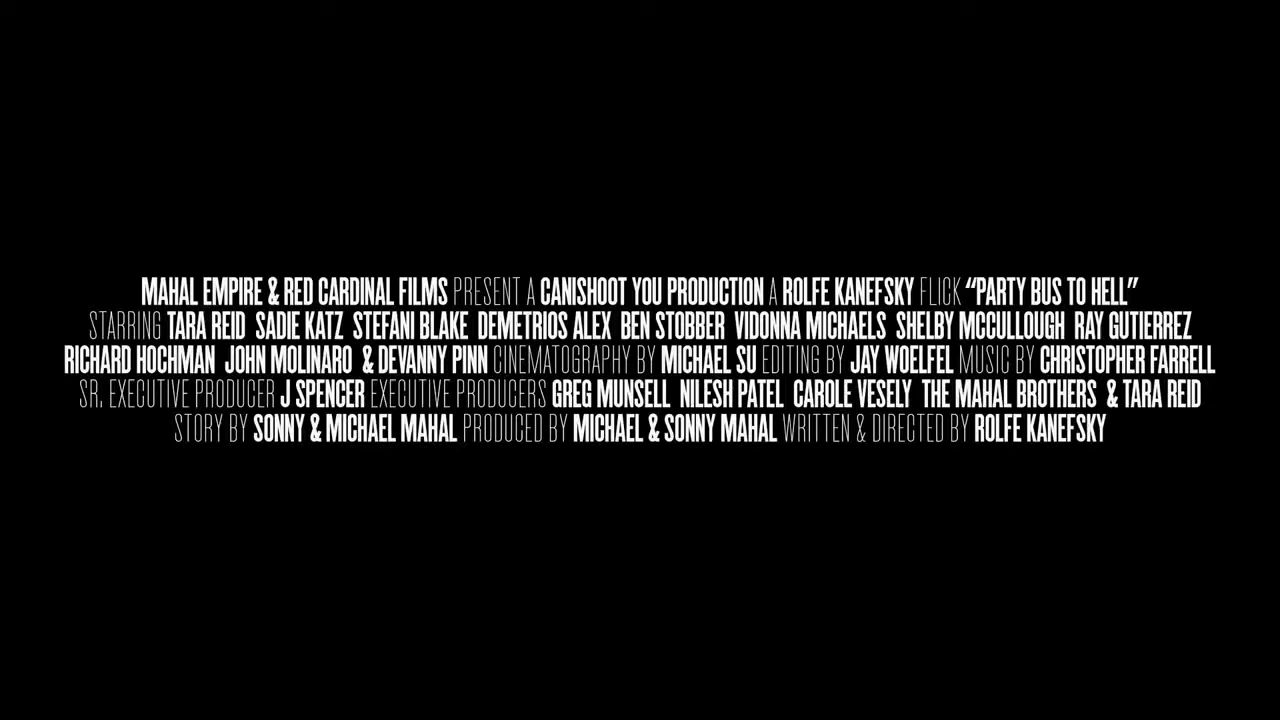 MAHAL EMPIRE & RED CARDINAL FILMS PRESENT A CANISHOOT YOU PRODUCTION A ROLFE KANEFSKY FLICK “PARTY BUS TO HELL”
STARRING TARA REID SADIE KATZ STEFANI BLAKE DEMETRIOS ALEX BEN STOBBER VIDONNA MICHAELS SHELBY MCCULLOUGH RAY GUTIERREZ
RICHARD HOCHMAN JOHN MOLINARO & DEVANNY PINN CINEMATOGRAPHY BY MICHAEL SU EDITING BY JAY WOELFEL MUSIC BY CHRISTOPHER FARRELL
SR. EXECUTIVE PRODUCER J SPENCER EXECUTIVE PRODUCERS GREG MUNSELL NILESH PATEL CAROLE VESELY THE MAHAL BROTHERS & TARA REID
STORY BY SONNY & MICHAEL MAHAL PRODUCED BY MICHAEL & SONNY MAHAL WRITTEN & DIRECTED BY ROLFE KANEFSKY